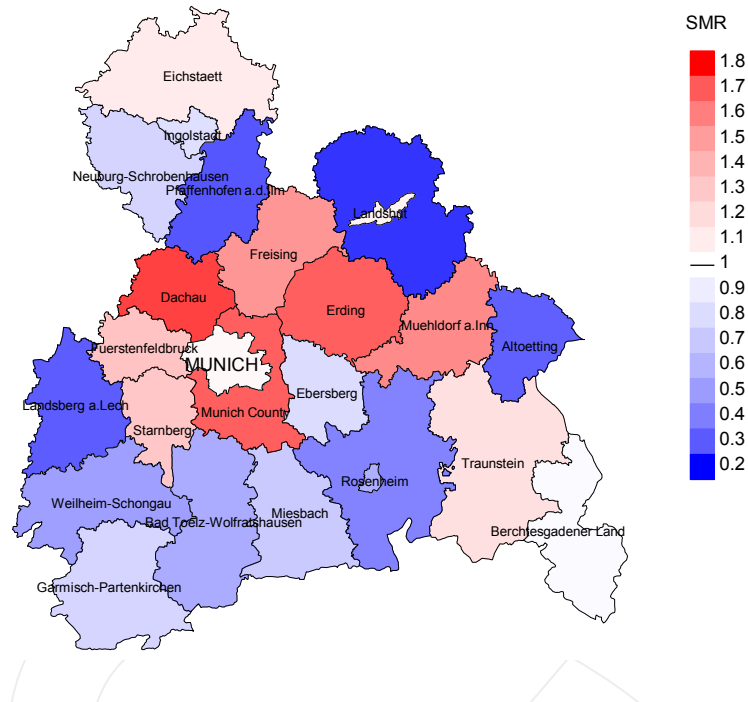 SMR
1.8
1.7
1.6
1.5
1.4
1.3
1.2
1.1
1
0.9
0.8
0.7
0.6
0.5
0.4
0.3
0.2
Eichstaett
Ingolstadt
Neuburg-Schrobenhausen
Pfaffenhofen a.d.Ilm
Landshut
Freising
Dachau
Erding
Muehldorf a.Inn
Altoetting
Fuerstenfeldbruck
MUNICH
Ebersberg
Landsberg a.Lech
Munich County
Starnberg
Traunstein
Rosenheim
Weilheim-Schongau
Miesbach
Bad Toelz-Wolfratshausen
Berchtesgadener Land
Garmisch-Partenkirchen